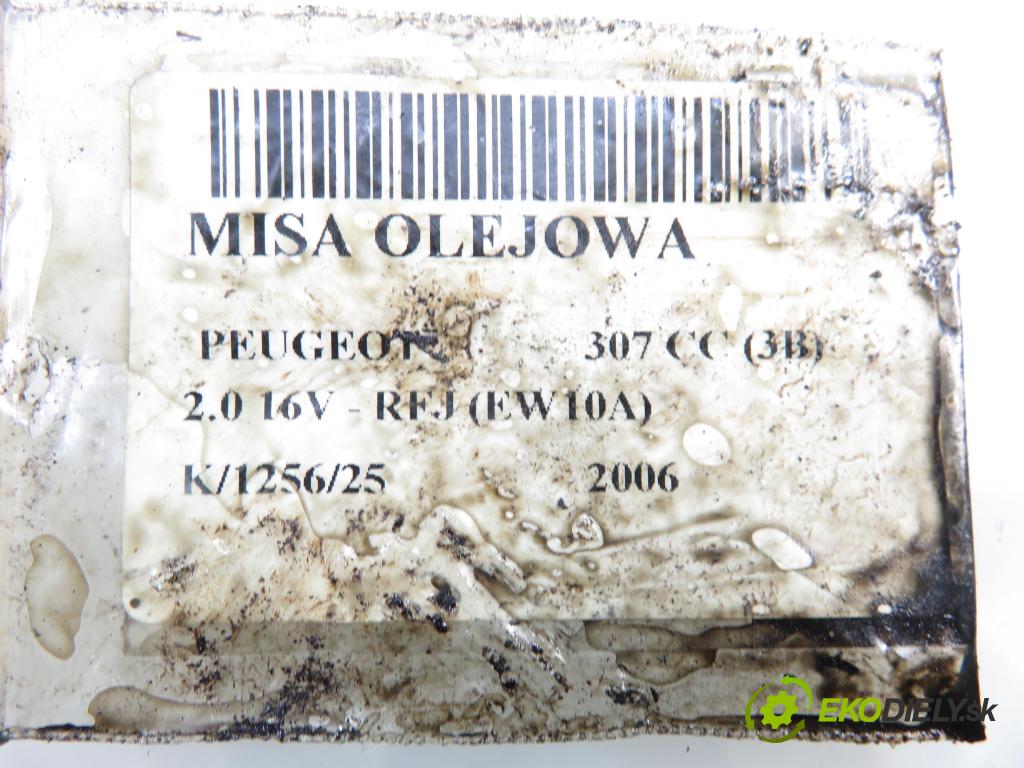 MISA OLEJOWA
PEUGEOT 307 CC (3B)
2.0 16V - RFJ (EW10A)
K/1256/25 2006
EKODIELY.sk